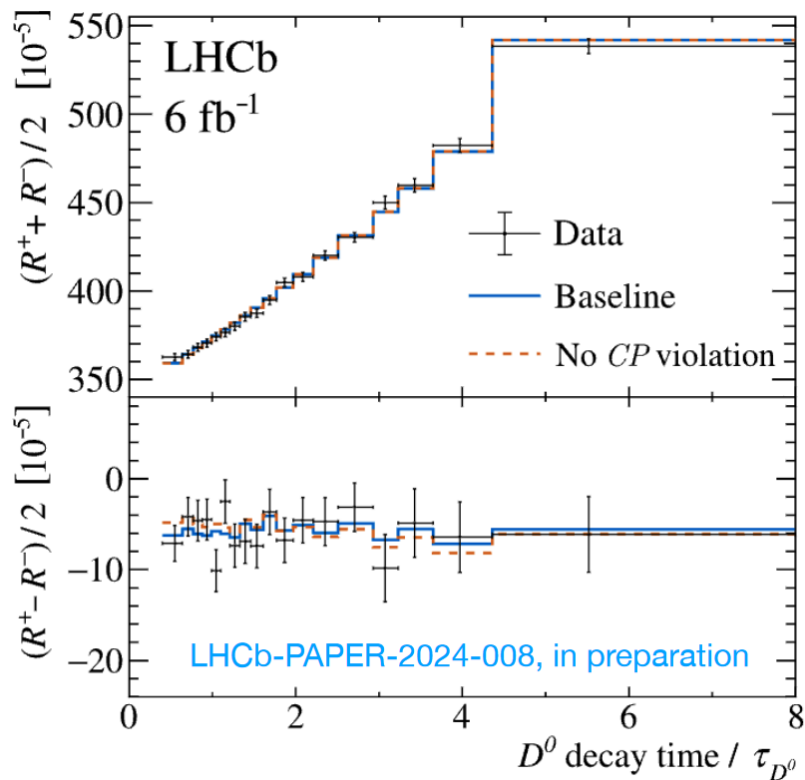 LHCb
6 fb⁻¹
(R⁺ + R⁻) / 2 [10⁻⁵]
550
500
450
400
350
Data
Baseline
No CP violation
(R⁺ − R⁻) / 2 [10⁻⁵]
0
−10
−20
LHCb-PAPER-2024-008, in preparation
0 2 4 6 8
D⁰ decay time / τ_D⁰